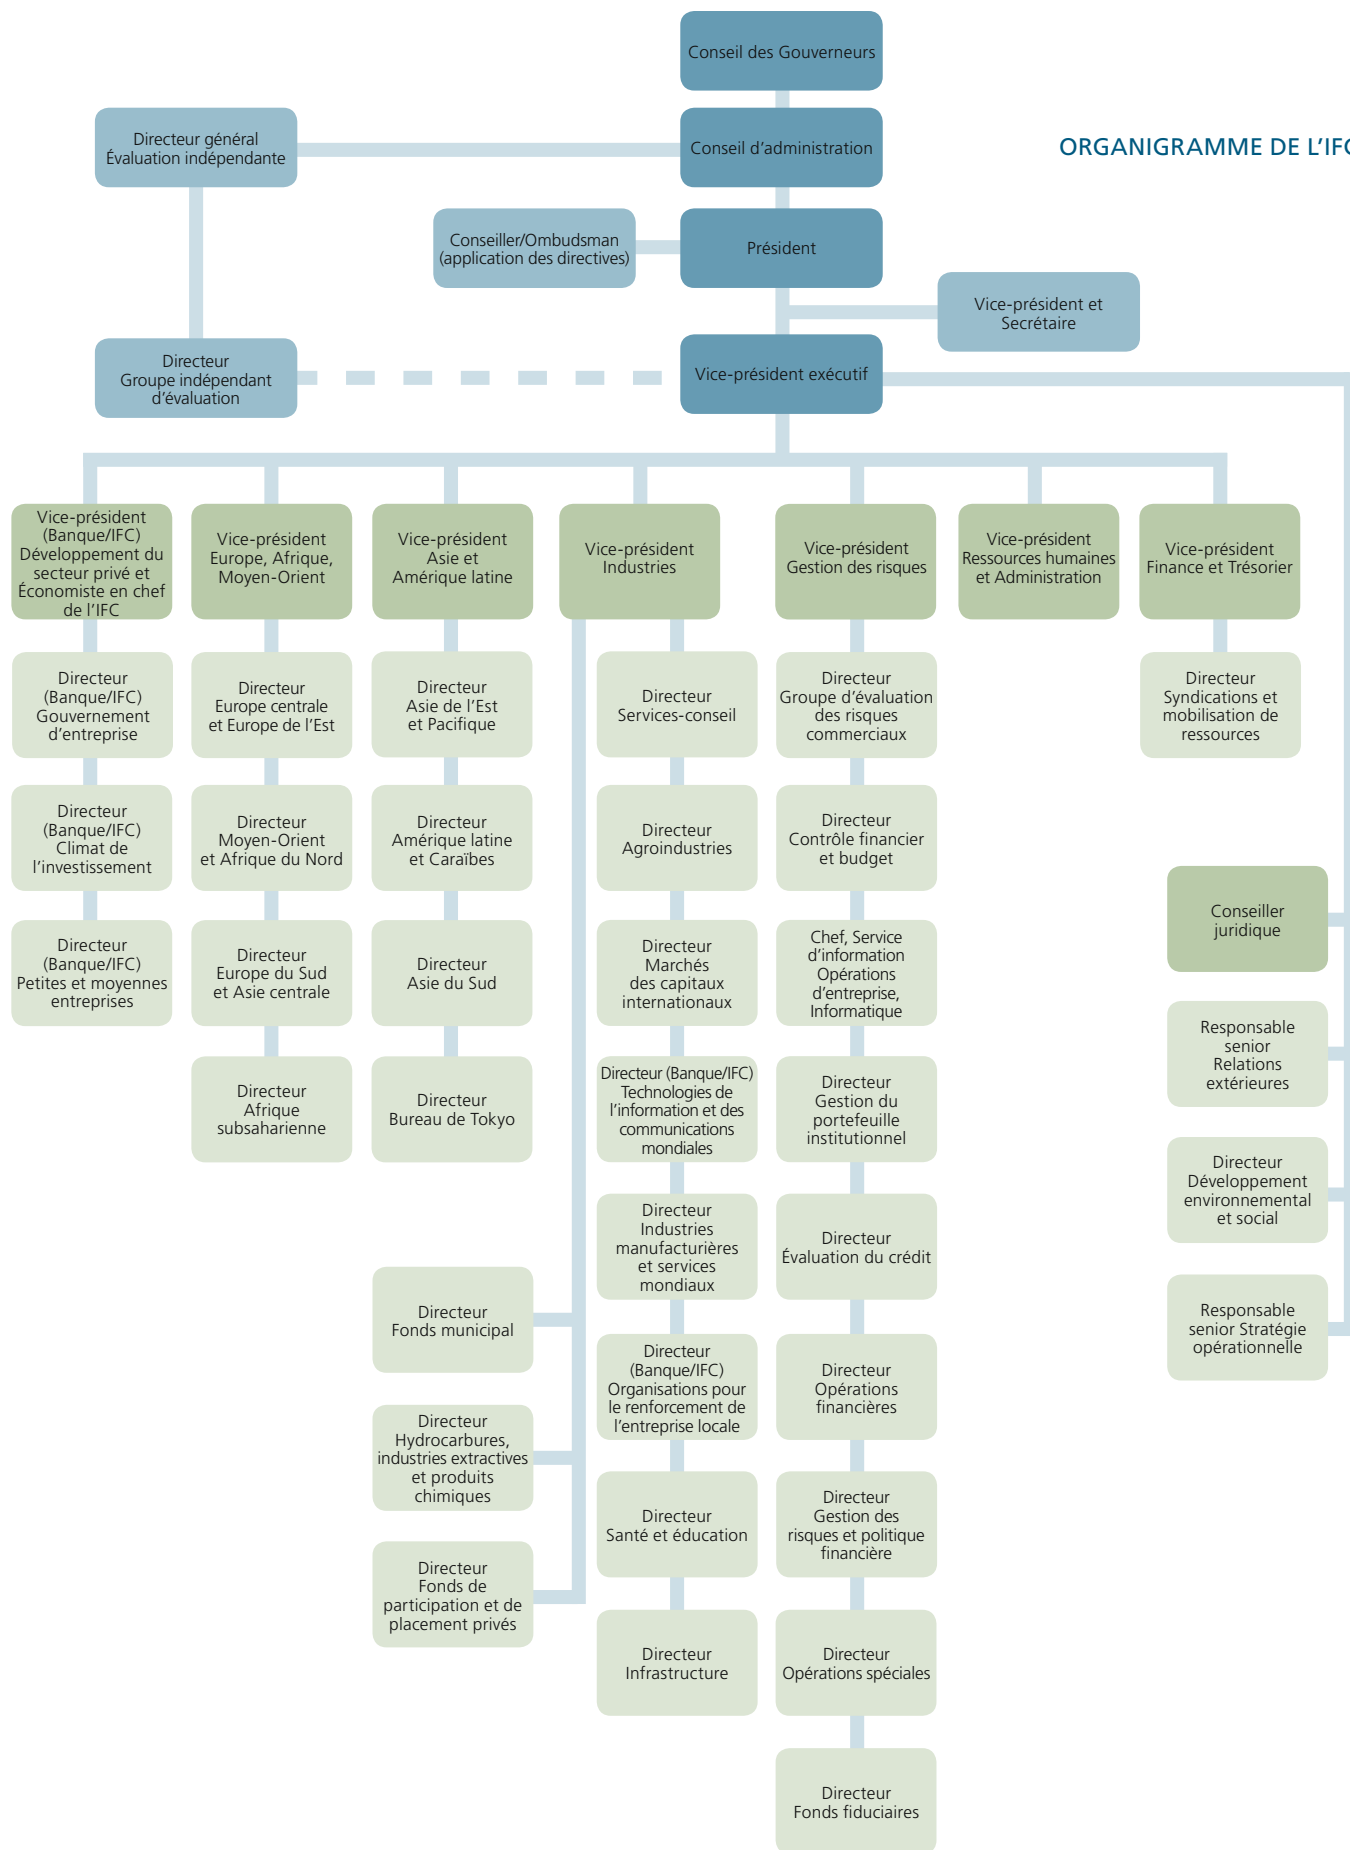 Conseil des Gouverneurs
Directeur général
Évaluation indépendante
Conseil d'administration
ORGANIGRAMME DE L'IFC
Conseiller/Ombudsman
(application des directives)
Président
Vice-président et
Secrétaire
Directeur
Groupe indépendant
d'évaluation
Vice-président exécutif
Vice-président
(Banque/IFC)
Développement du
secteur privé et
Économiste en chef
de l'IFC
Vice-président
Europe, Afrique,
Moyen-Orient
Vice-président
Asie et
Amérique latine
Vice-président
Industries
Vice-président
Gestion des risques
Vice-président
Ressources humaines
et Administration
Vice-président
Finance et Trésorier
Directeur
(Banque/IFC)
Gouvernement
d'entreprise
Directeur
Europe centrale
et Europe de l'Est
Directeur
Asie de l'Est
et Pacifique
Directeur
Services-conseil
Directeur
Groupe d'évaluation
des risques
commerciaux
Directeur
Syndications et
mobilisation de
ressources
Directeur
(Banque/IFC)
Climat de
l'investissement
Directeur
Moyen-Orient
et Afrique du Nord
Directeur
Amérique latine
et Caraïbes
Directeur
Agroindustries
Directeur
Contrôle financier
et budget
Conseiller
juridique
Directeur
(Banque/IFC)
Petites et moyennes
entreprises
Directeur
Europe du Sud
et Asie centrale
Directeur
Asie du Sud
Directeur
Marchés
des capitaux
internationaux
Chef, Service
d'information
Opérations
d'entreprise,
Informatique
Responsable
senior
Relations
extérieures
Directeur
Afrique
subsaharienne
Directeur
Bureau de Tokyo
Directeur (Banque/IFC)
Technologies de
l'information et des
communications
mondiales
Directeur
Gestion du
portefeuille
institutionnel
Directeur
Développement
environnemental
et social
Directeur
Industries
manufacturières
et services
mondiaux
Directeur
Évaluation du crédit
Directeur
Fonds municipal
Responsable
senior Stratégie
opérationnelle
Directeur
(Banque/IFC)
Organisations pour
le renforcement de
l'entreprise locale
Directeur
Opérations
financières
Directeur
Hydrocarbures,
industries extractives
et produits
chimiques
Directeur
Santé et éducation
Directeur
Gestion des
risques et politique
financière
Directeur
Fonds de
participation et de
placement privés
Directeur
Infrastructure
Directeur
Opérations spéciales
Directeur
Fonds fiduciaires